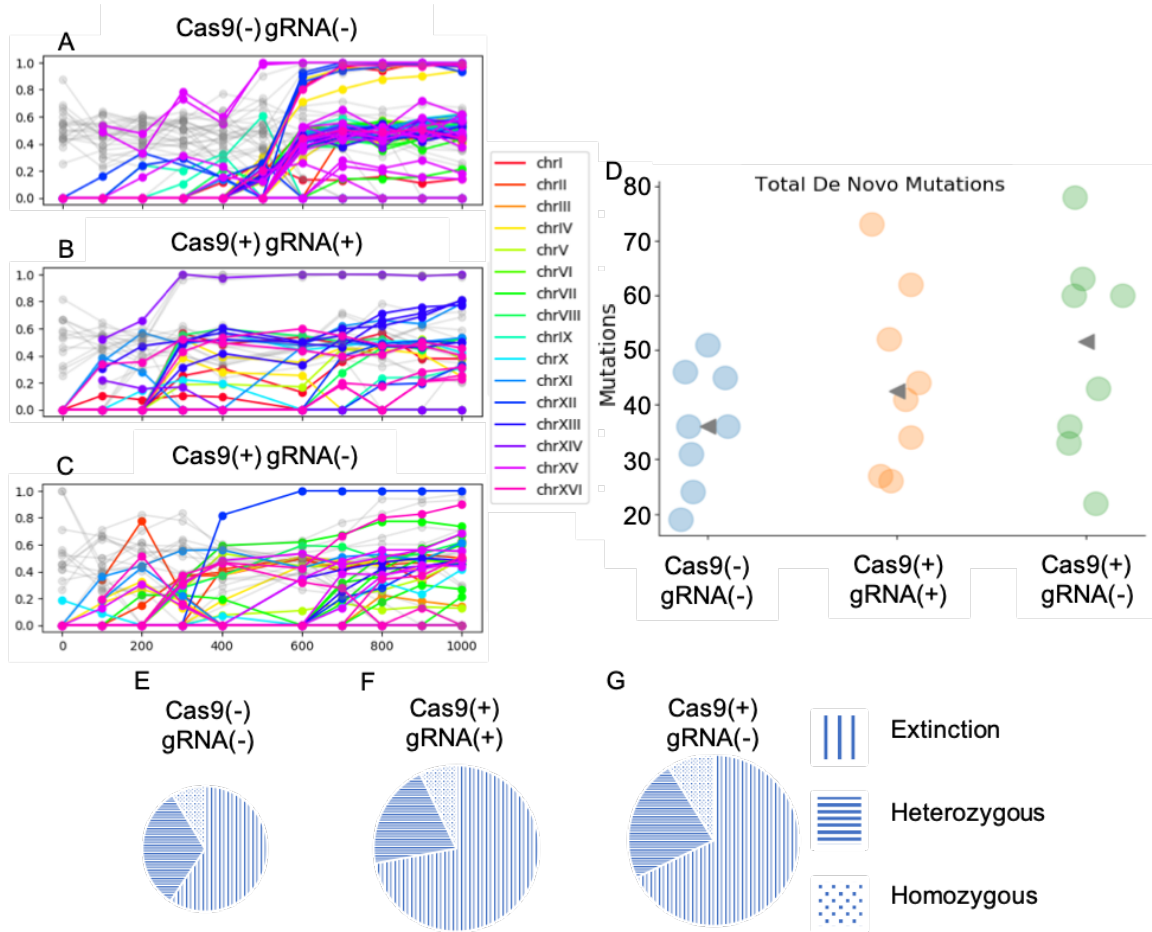 A
Cas9(-) gRNA(-)
1.0
0.8
0.6
0.4
0.2
0.0
B
Cas9(+) gRNA(+)
1.0
0.8
0.6
0.4
0.2
0.0
C
Cas9(+) gRNA(-)
1.0
0.8
0.6
0.4
0.2
0.0
0 200 400 600 800 1000
chrI
chrII
chrIII
chrIV
chrV
chrVI
chrVII
chrVIII
chrIX
chrX
chrXI
chrXII
chrXIII
chrXIV
chrXV
chrXVI
D
Total De Novo Mutations
Mutations
80
70
60
50
40
30
20
Cas9(-)
gRNA(-)
Cas9(+)
gRNA(+)
Cas9(+)
gRNA(-)
E
Cas9(-)
gRNA(-)
F
Cas9(+)
gRNA(+)
G
Cas9(+)
gRNA(-)
Extinction
Heterozygous
Homozygous